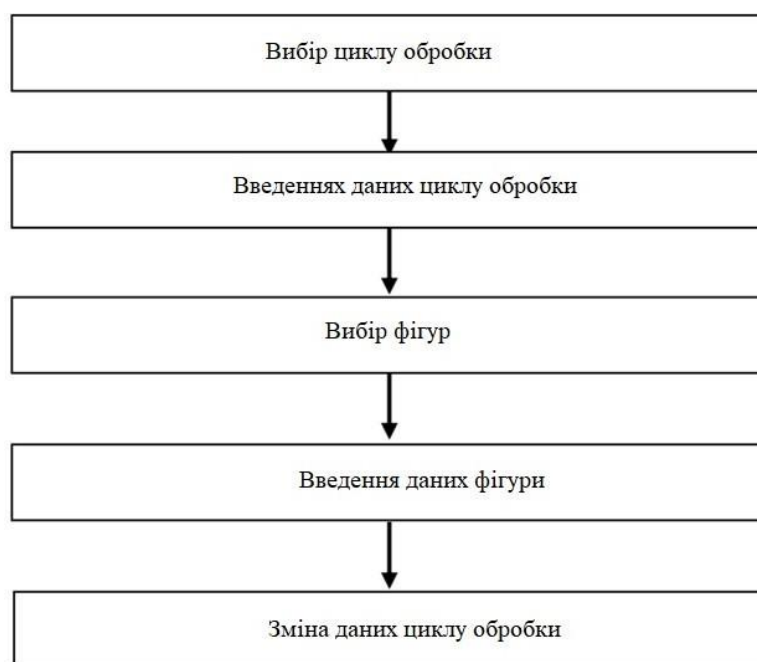 Вибір циклу обробки
Введеннях даних циклу обробки
Вибір фігур
Введення даних фігури
Зміна даних циклу обробки